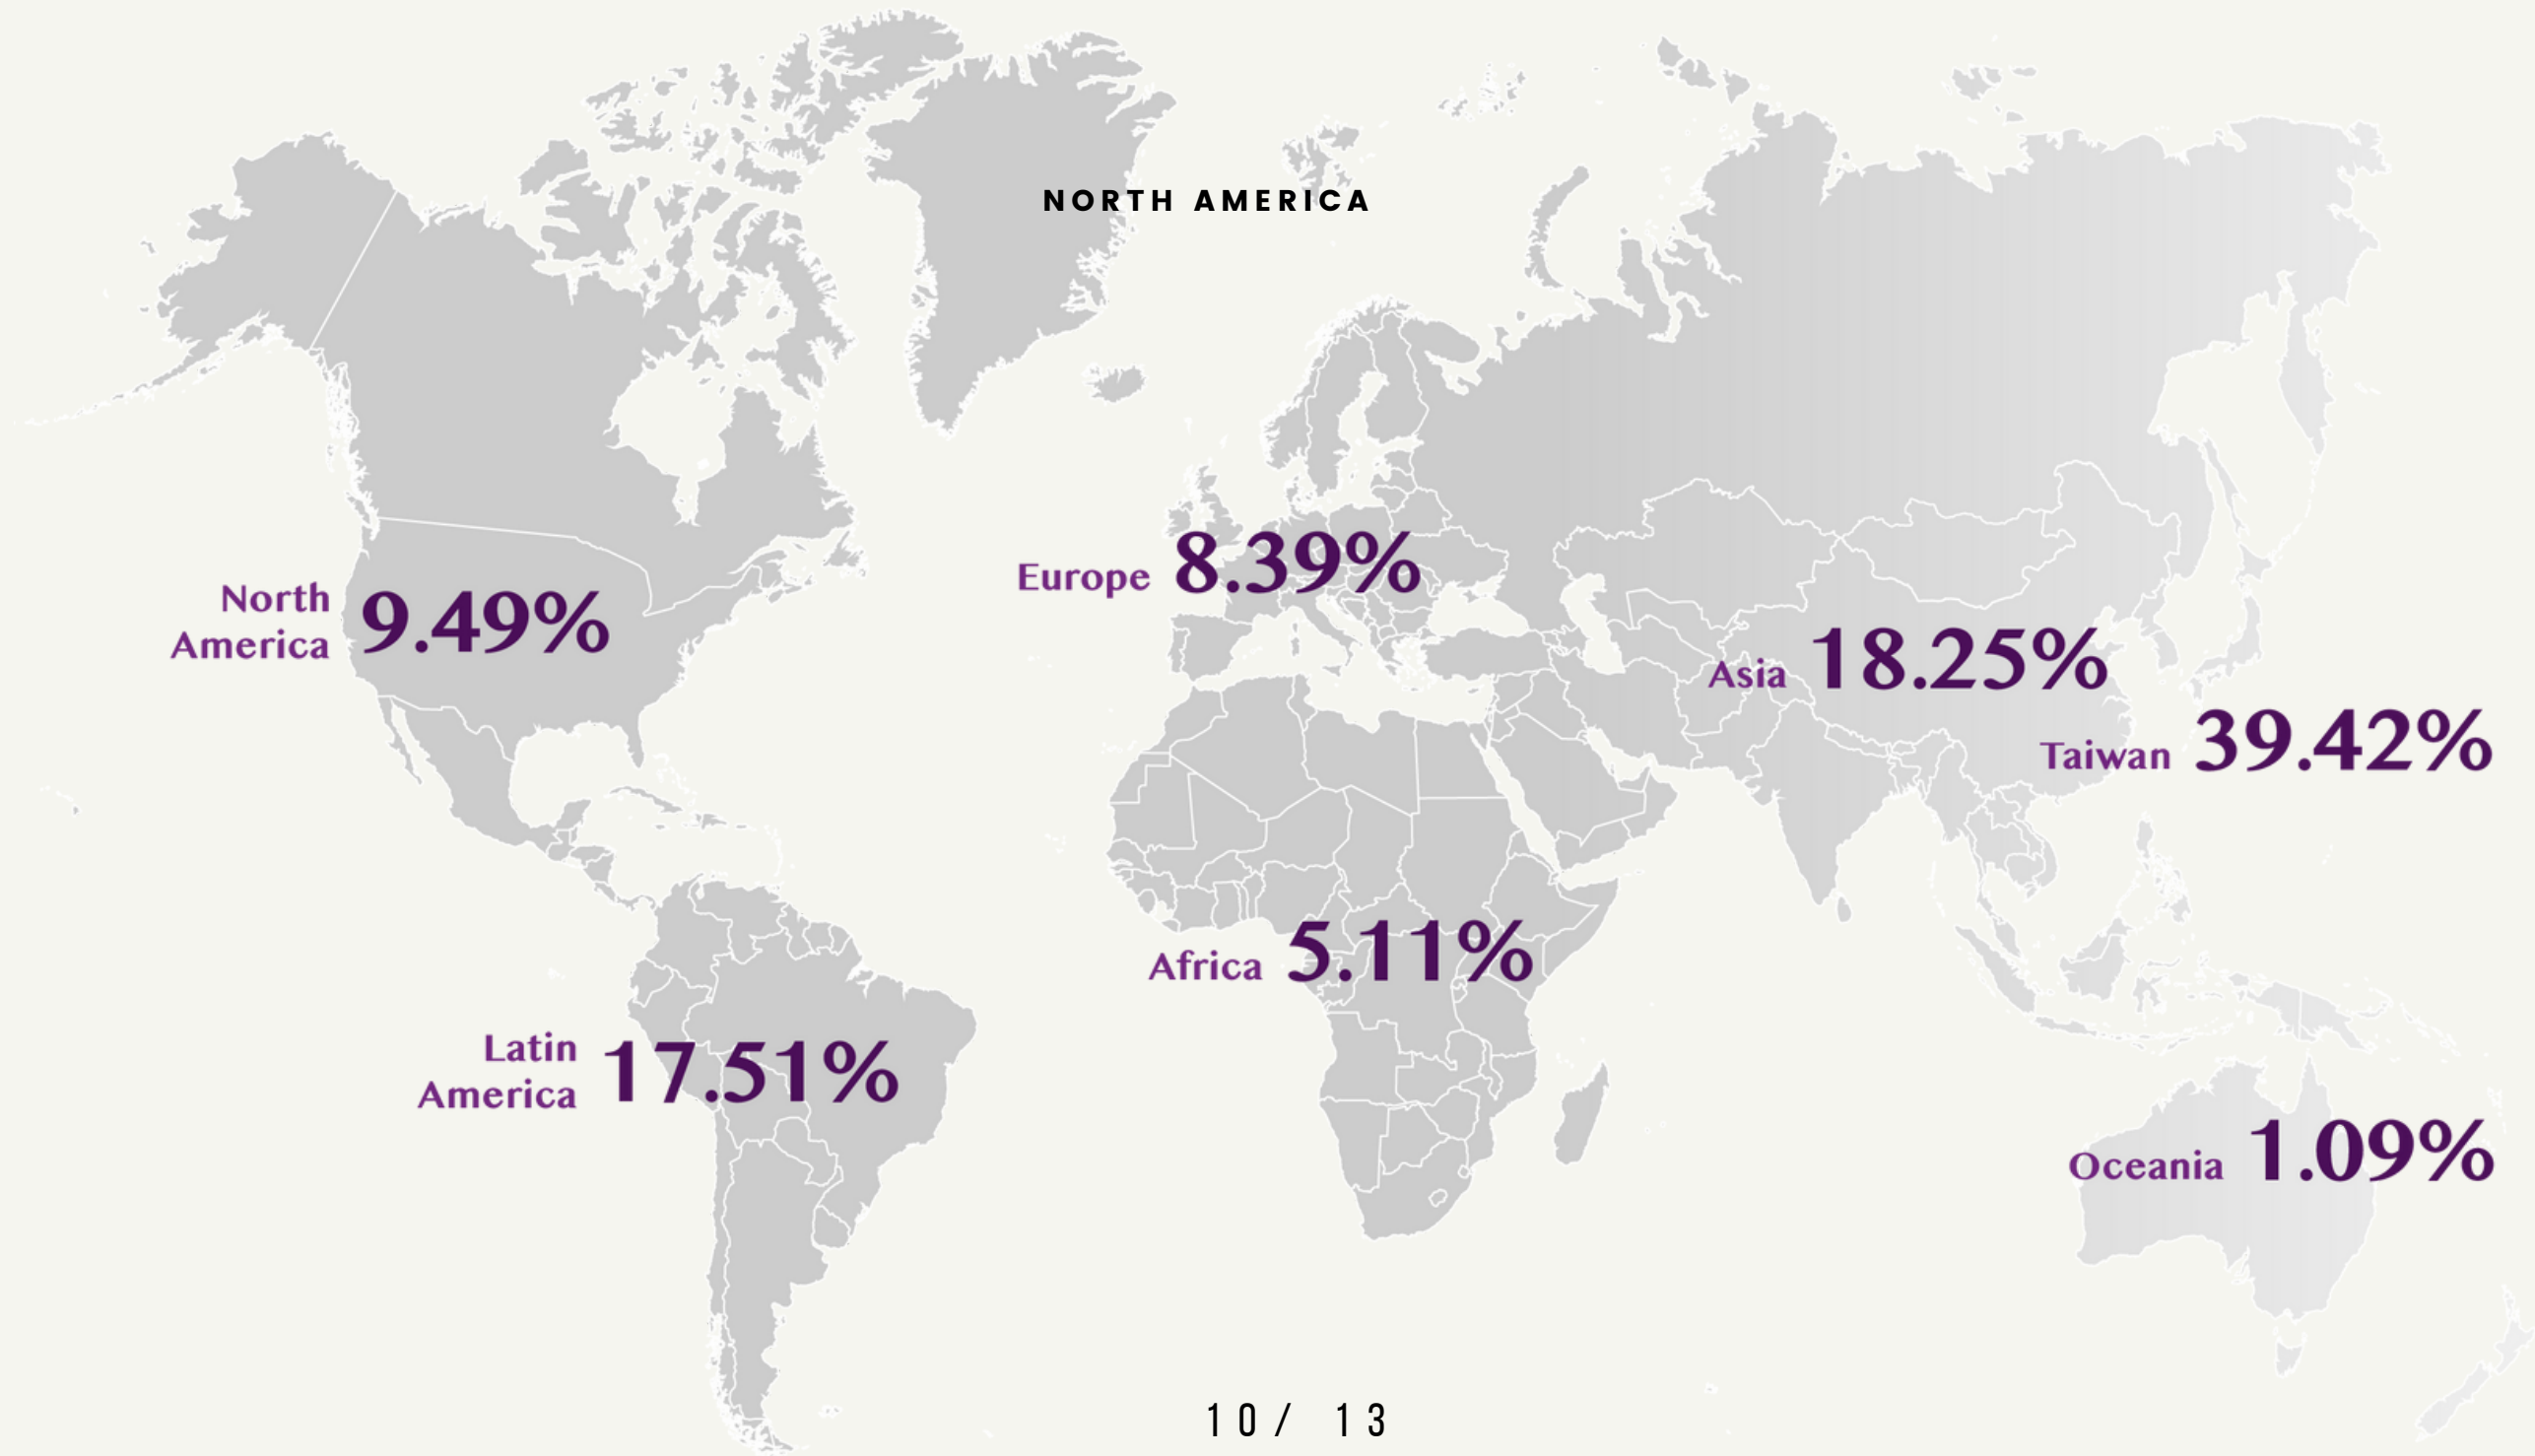 NORTH AMERICA
Europe 8.39%
North
America 9.49%
Asia 18.25%
Taiwan 39.42%
Africa 5.11%
Latin
America 17.51%
Oceania 1.09%
10/ 13